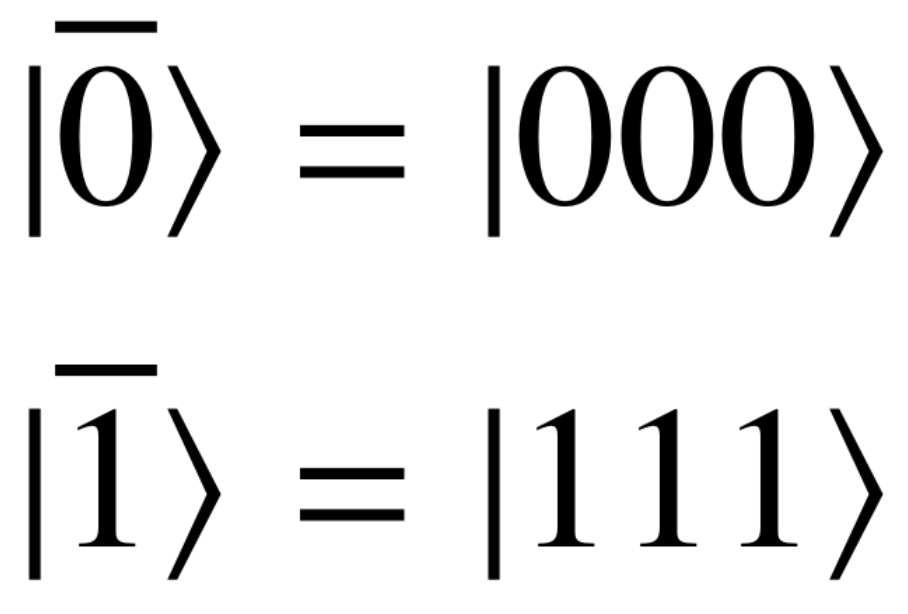 |0̅⟩ = |000⟩
|1̅⟩ = |111⟩